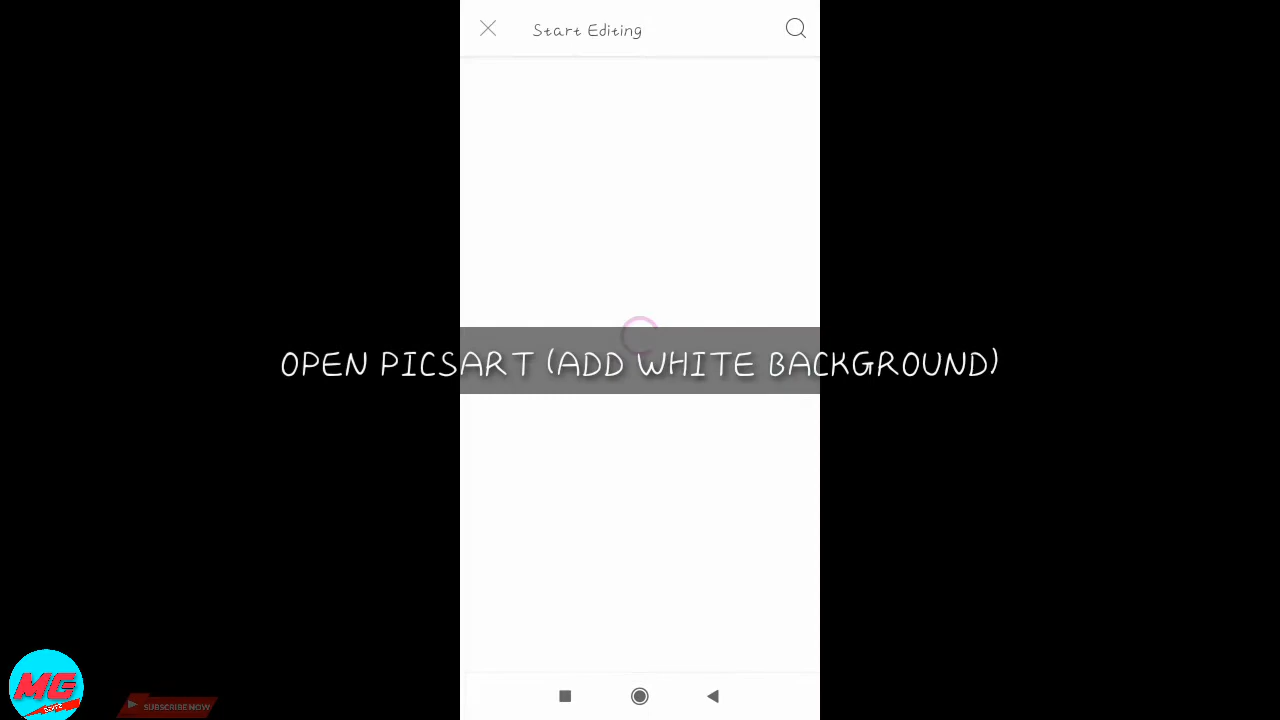 Start Editing
OPEN PICSART (ADD WHITE BACKGROUND)
MG
SUBSCRIBE NOW